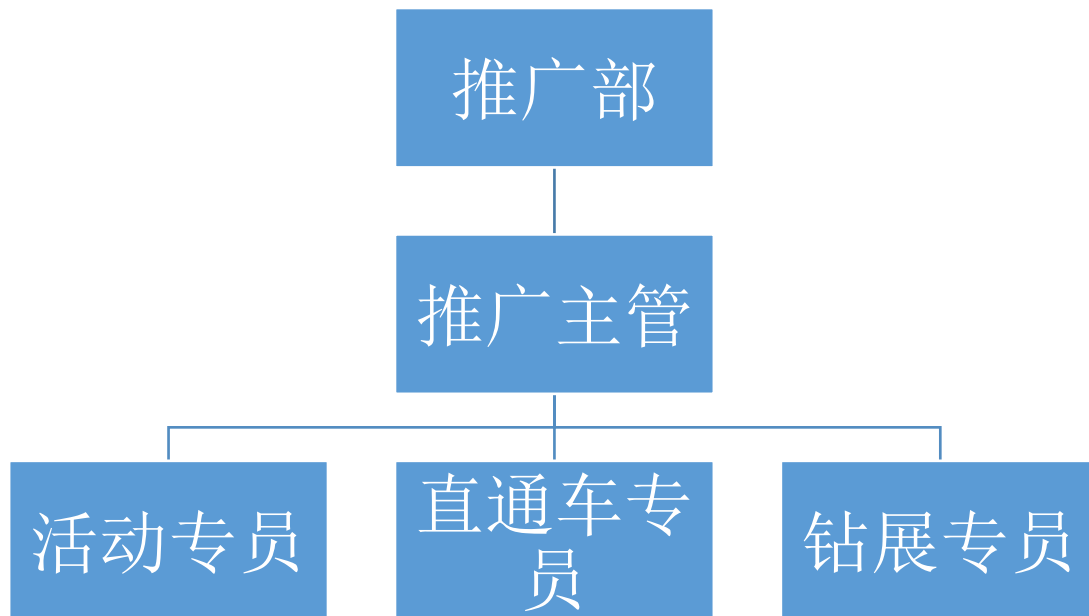 推广部
推广主管
活动专员
直通车专
员
钻展专员